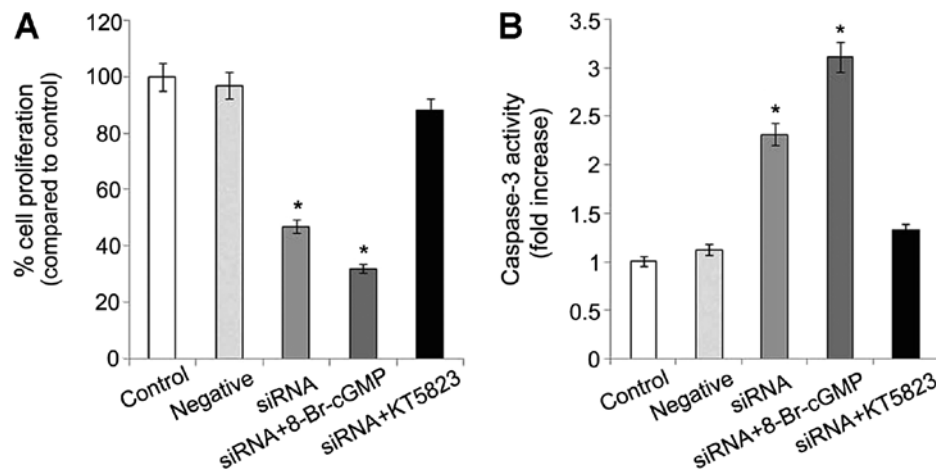 A
% cell proliferation
(compared to control)
120
100
80
60
40
20
0
*
*
Control
Negative
siRNA
siRNA+8-Br-cGMP
siRNA+KT5823
B
Caspase-3 activity
(fold increase)
3.5
3
2.5
2
1.5
1
0.5
0
*
*
Control
Negative
siRNA
siRNA+8-Br-cGMP
siRNA+KT5823